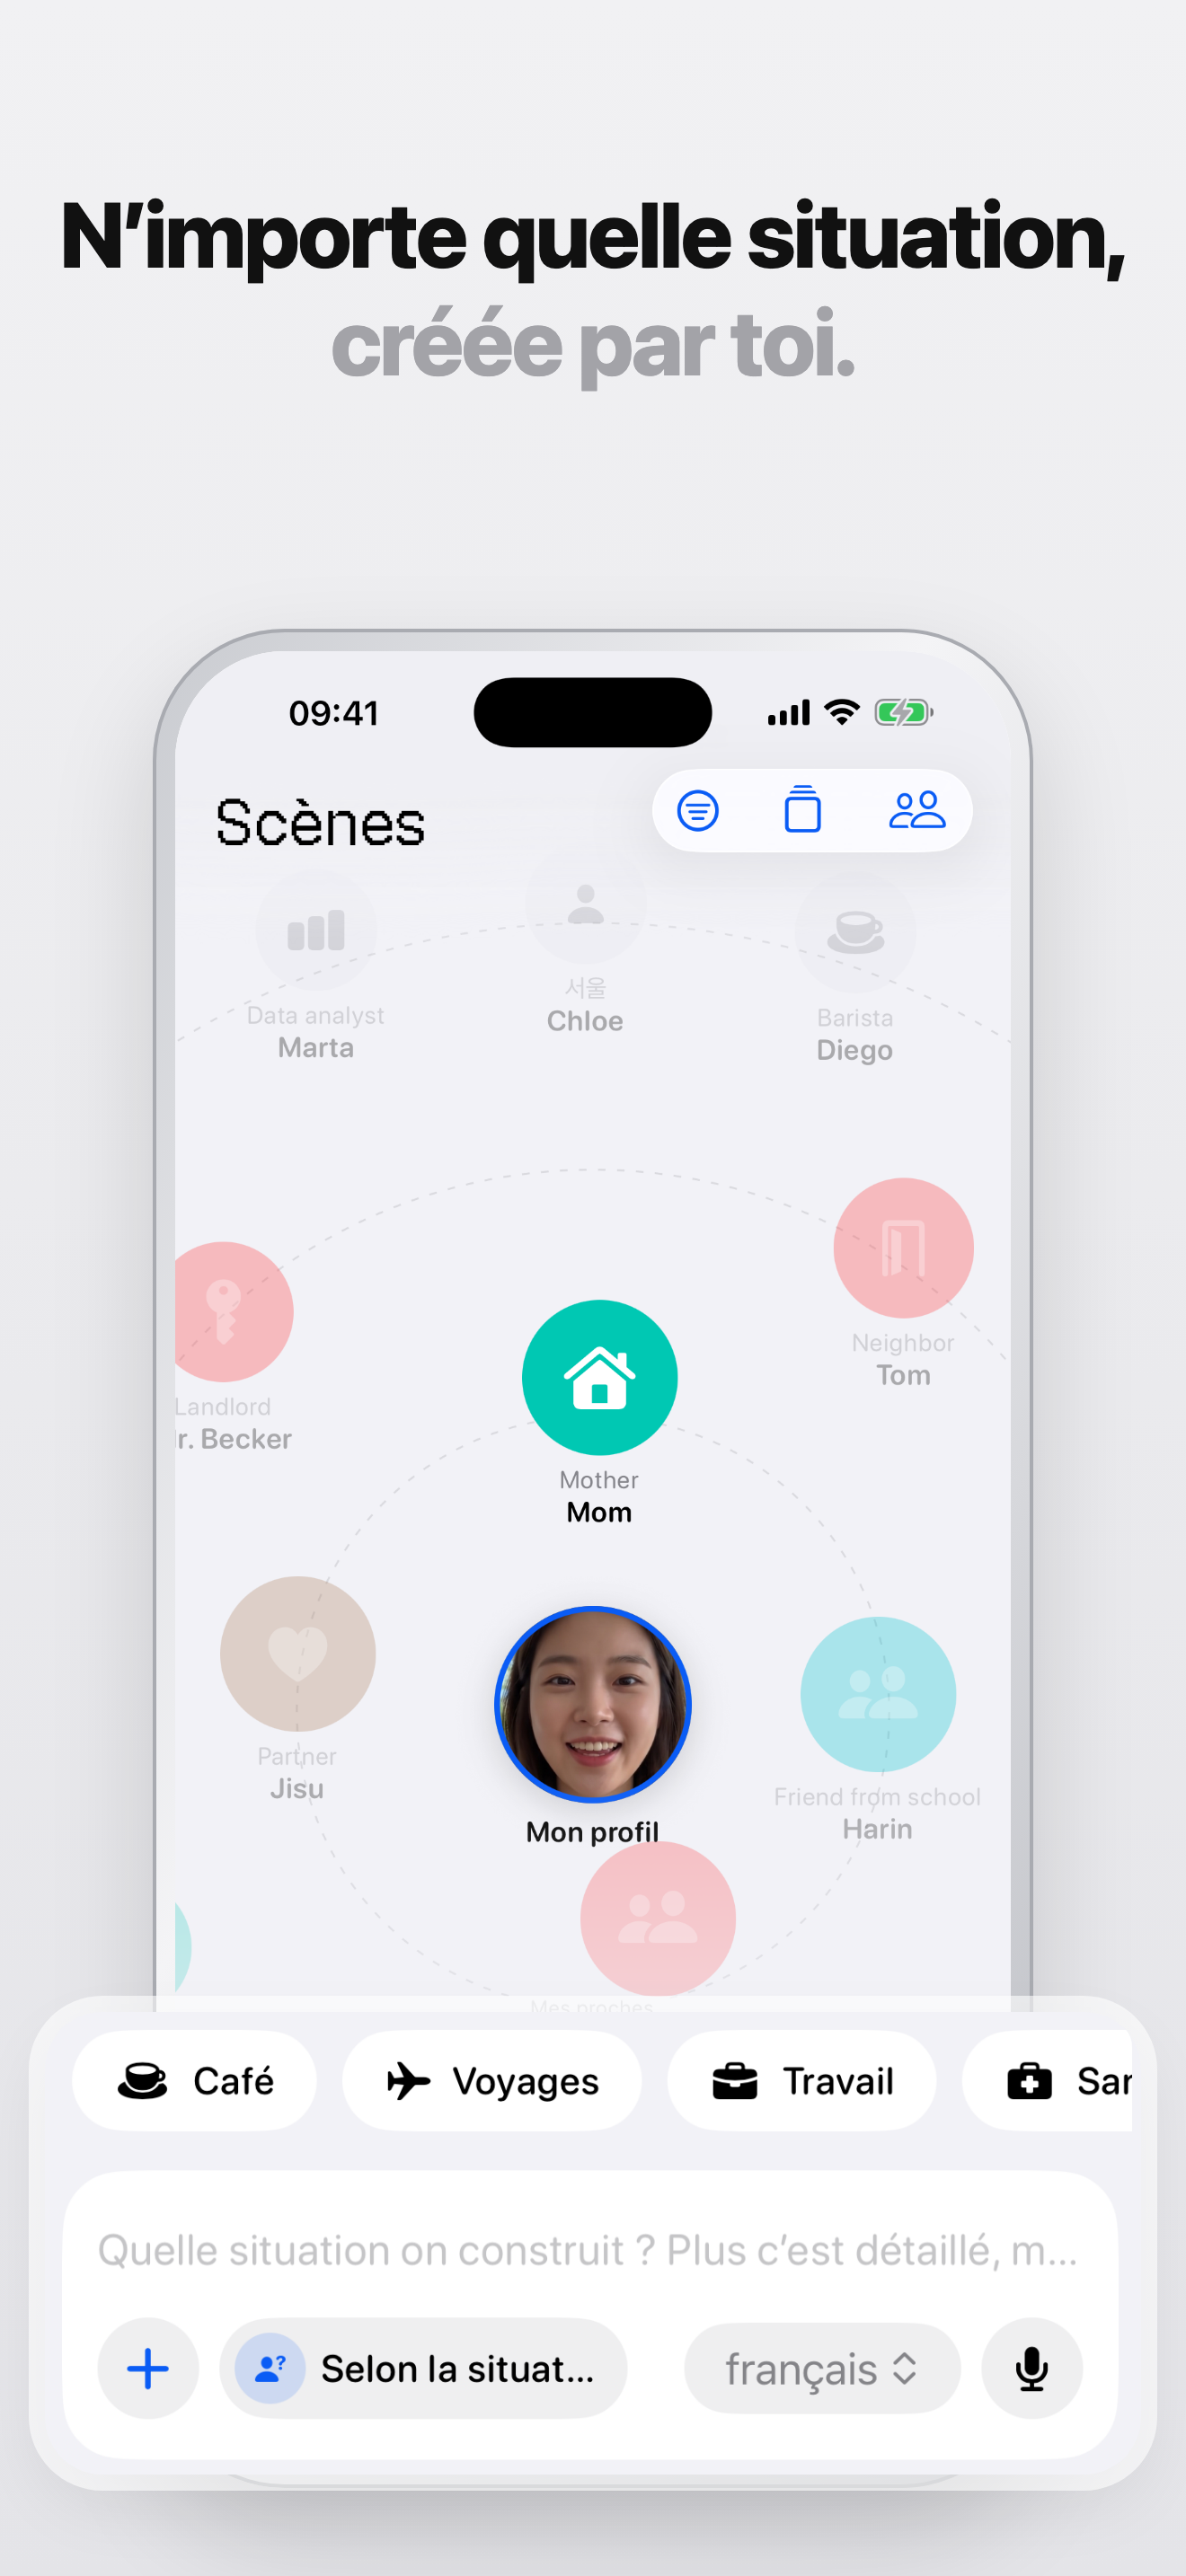 N’importe quelle situation,
créée par toi.
09:41
Scènes
Data analyst
Marta
서울
Chloe
Barista
Diego
Neighbor
Tom
Landlord
r. Becker
Mother
Mom
Partner
Jisu
Mon profil
Friend from school
Harin
Mes proches
Café
Voyages
Travail
Quelle situation on construit ? Plus c’est détaillé, m...
Selon la situat...
français